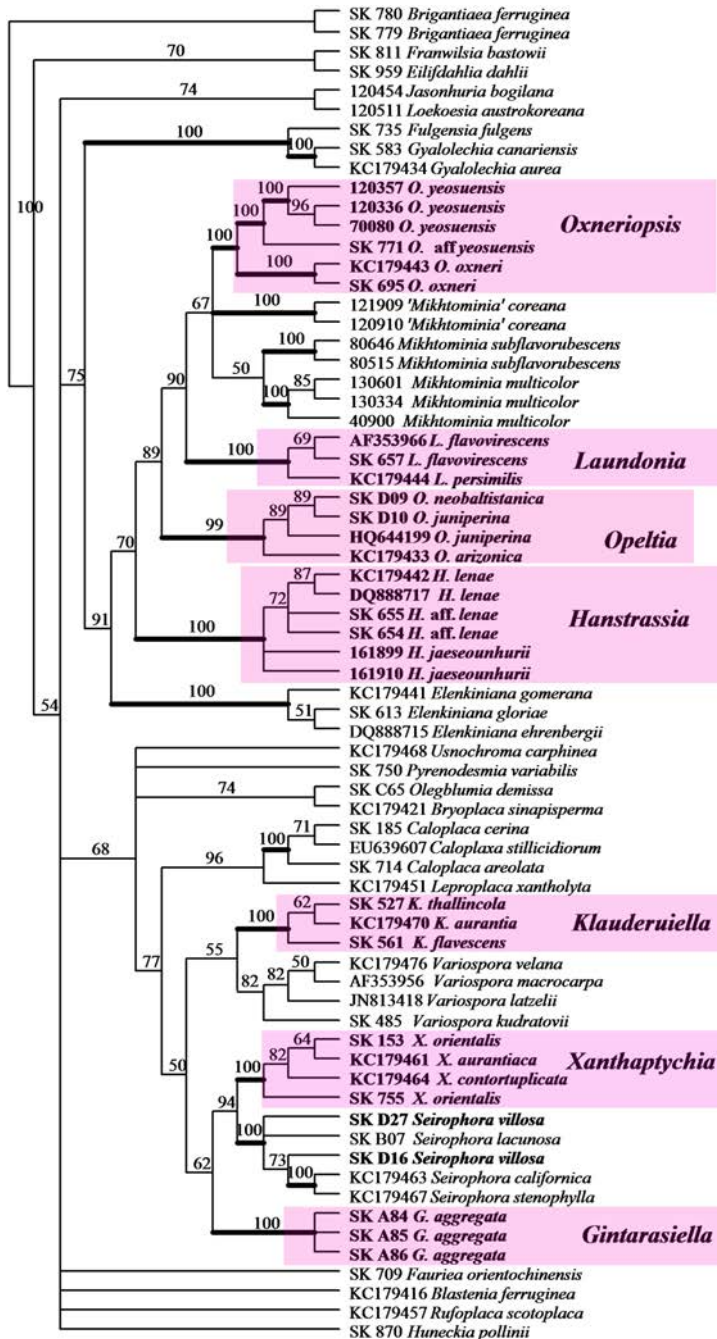 SK 780 Brigantiaea ferruginea
SK 779 Brigantiaea ferruginea
70
SK 811 Franwilsia bastowii
SK 959 Eilifdahlia dahlii
74
120454 Jasonhuria bogilana
120511 Loekoesia austrokoreana
100
SK 735 Fulgensia fulgens
100
SK 583 Gyalolechia canariensis
KC179434 Gyalolechia aurea
100
120357 O. yeosuensis
100
100
96
120336 O. yeosuensis
70080 O. yeosuensis
Oxneriopsis
100
SK 771 O. aff yeosuensis
100
KC179443 O. oxneri
SK 695 O. oxneri
67
100
121909 'Mikhtominia' coreana
120910 'Mikhtominia' coreana
100
80646 Mikhtominia subflavorubescens
80515 Mikhtominia subflavorubescens
75
50
85
130601 Mikhtominia multicolor
100
130334 Mikhtominia multicolor
40900 Mikhtominia multicolor
90
69
AF353966 L. flavovirescens
100
SK 657 L. flavovirescens
Laundonia
KC179444 L. persimilis
89
89
SK D09 O. neobaltistanica
89
SK D10 O. juniperina
99
HQ644199 O. juniperina
Opeltia
KC179433 O. arizonica
70
87
KC179442 H. lenae
DQ888717 H. lenae
72
SK 655 H. aff. lenae
Hanstrassia
91
100
SK 654 H. aff. lenae
161899 H. jaeseounhurii
161910 H. jaeseounhurii
100
KC179441 Elenkiniana gomerana
54
51
SK 613 Elenkiniana gloriae
DQ888715 Elenkiniana ehrenbergii
KC179468 Usnochroma carphinea
SK 750 Pyrenodesmia variabilis
74
SK C65 Olegblumia demissa
KC179421 Bryoplaca sinapisperma
68
71
SK 185 Caloplaca cerina
100
EU639607 Caloplaxa stillicidiorum
96
SK 714 Caloplaca areolata
KC179451 Leproplaca xantholyta
62
SK 527 K. thallincola
100
KC179470 K. aurantia
Klauderuiella
SK 561 K. flavescens
77
55
50
KC179476 Variospora velana
82
82
AF353956 Variospora macrocarpa
JN813418 Variospora latzelii
SK 485 Variospora kudratovii
50
64
SK 153 X. orientalis
82
KC179461 X. aurantiaca
Xanthaptychia
100
KC179464 X. contortuplicata
SK 755 X. orientalis
94
SK D27 Seirophora villosa
100
SK B07 Seirophora lacunosa
73
SK D16 Seirophora villosa
62
100
KC179463 Seirophora californica
KC179467 Seirophora stenophylla
100
SK A84 G. aggregata
SK A85 G. aggregata
Gintarasiella
SK A86 G. aggregata
SK 709 Fauriea orientochinensis
KC179416 Blastenia ferruginea
KC179457 Rufoplaca scotoplaca
SK 870 Huneckia pollinii
100